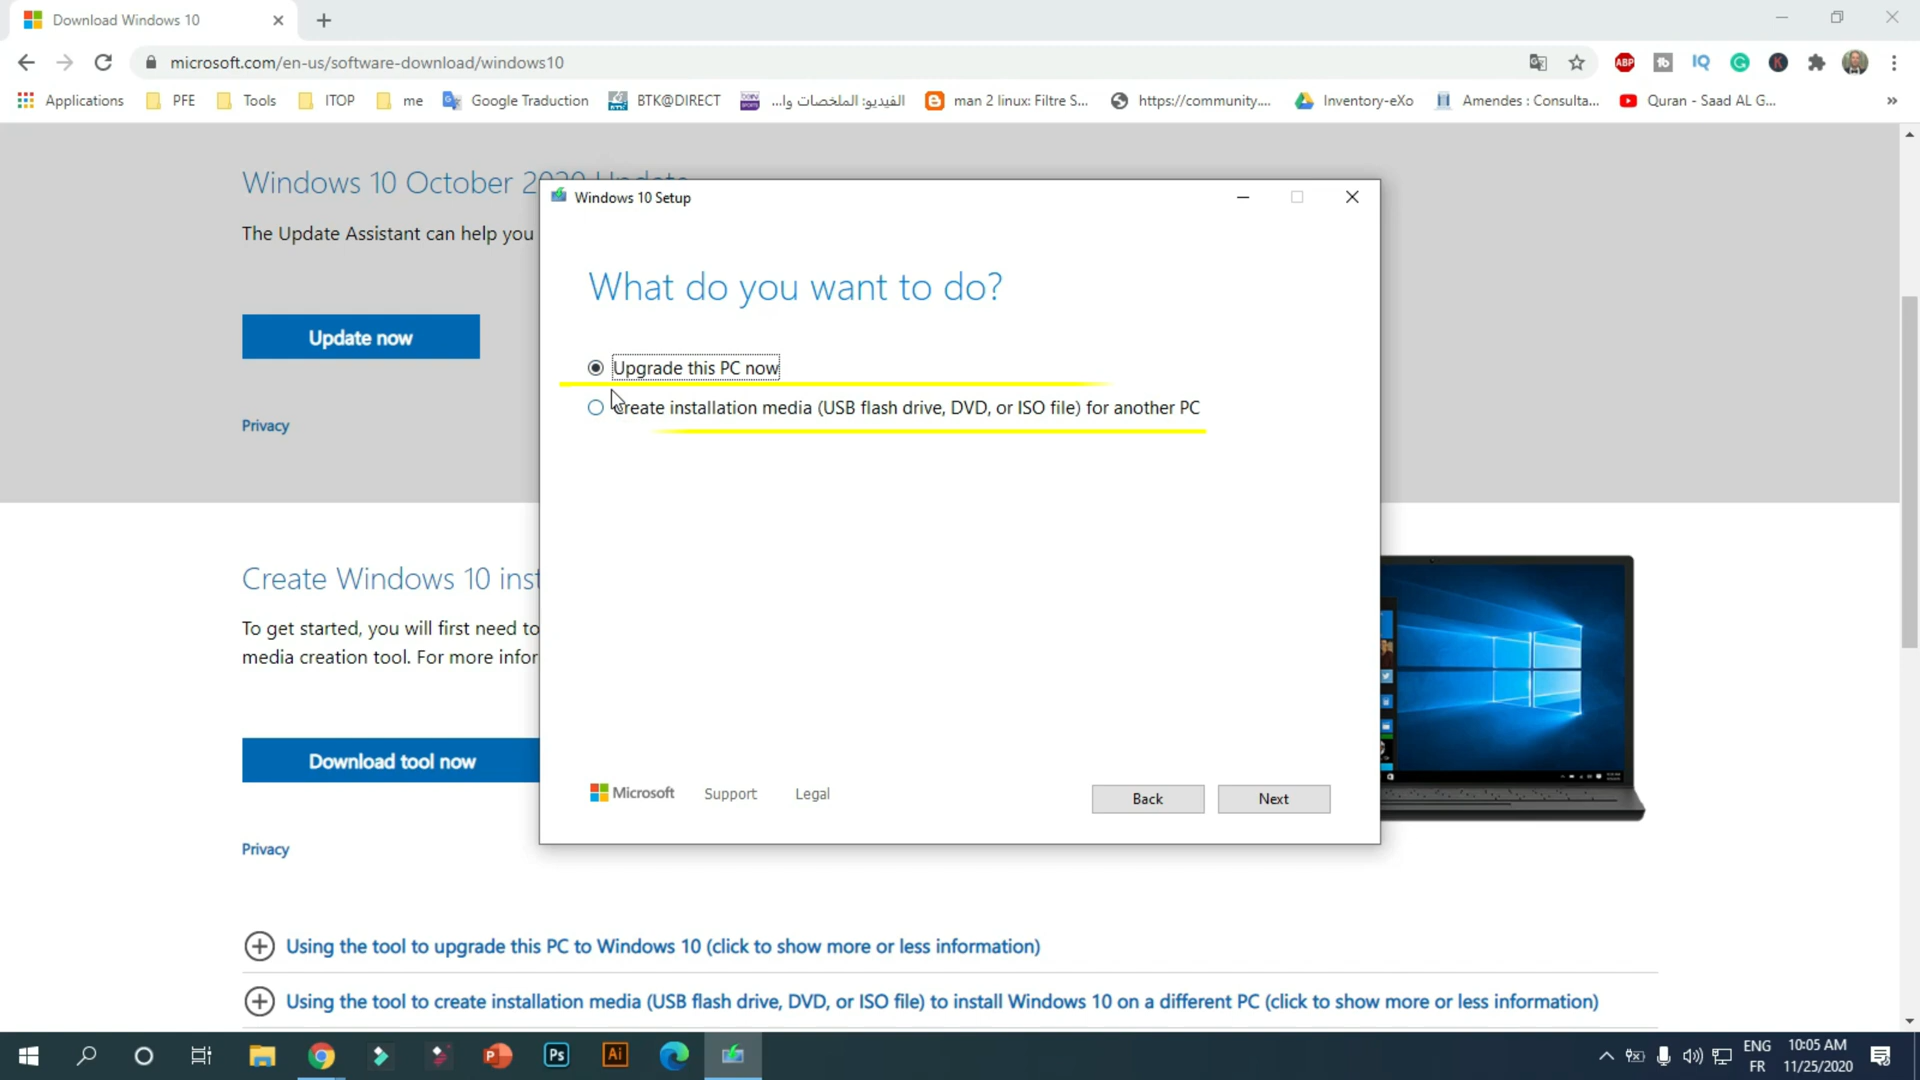 Download Windows 10
microsoft.com/en-us/software-download/windows10
ABP
IQ
K
Applications
PFE
Tools
ITOP
me
Google Traduction
BTK@DIRECT
الفيديو: الملخصات وا...
man 2 linux: Filtre S...
https://community....
Inventory-eXo
Amendes : Consulta...
Quran - Saad AL G...
»
Windows 10 October 2020 Update
The Update Assistant can help you
Update now
Privacy
Windows 10 Setup
What do you want to do?
Upgrade this PC now
Create installation media (USB flash drive, DVD, or ISO file) for another PC
Microsoft
Support
Legal
Back
Next
Create Windows 10 inst
To get started, you will first need to
media creation tool. For more infor
Download tool now
Privacy
Using the tool to upgrade this PC to Windows 10 (click to show more or less information)
Using the tool to create installation media (USB flash drive, DVD, or ISO file) to install Windows 10 on a different PC (click to show more or less information)
Ps
Ai
ENG
FR
10:05 AM
11/25/2020